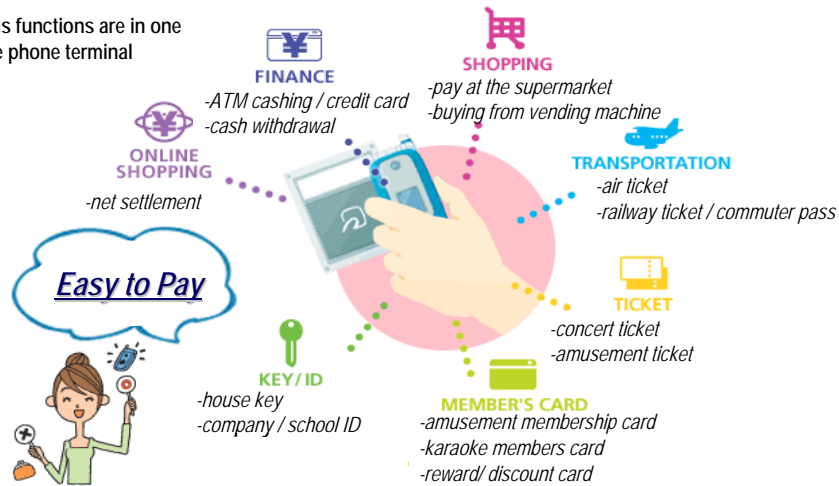 s functions are in one
e phone terminal
FINANCE
-ATM cashing / credit card
-cash withdrawal
SHOPPING
-pay at the supermarket
-buying from vending machine
ONLINE
SHOPPING
-net settlement
TRANSPORTATION
-air ticket
-railway ticket / commuter pass
Easy to Pay
TICKET
-concert ticket
-amusement ticket
KEY/ID
-house key
-company / school ID
MEMBER'S CARD
-amusement membership card
-karaoke members card
-reward/ discount card